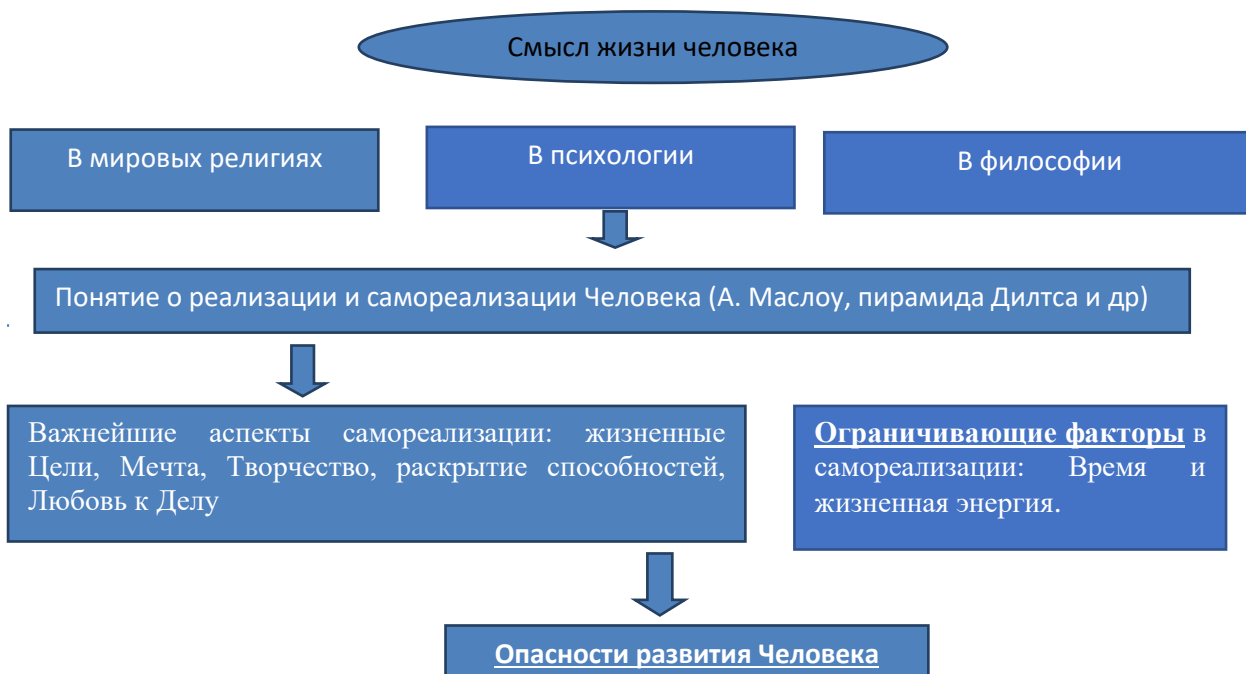 Смысл жизни человека
В мировых религиях
В психологии
В философии
Понятие о реализации и самореализации Человека (А. Маслоу, пирамида Дилтса и др)
Важнейшие аспекты самореализации: жизненные
Цели, Мечта, Творчество, раскрытие способностей,
Любовь к Делу
Ограничивающие факторы в
самореализации: Время и
жизненная энергия.
Опасности развития Человека